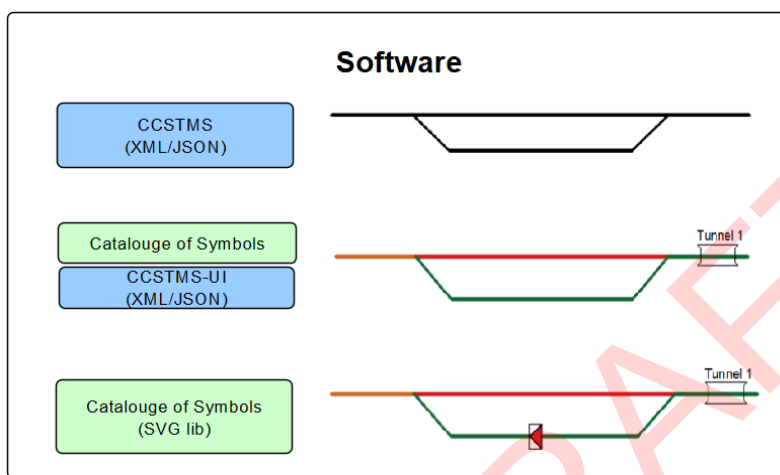 Software
CCSTMS
(XML/JSON)
Catalouge of Symbols
Tunnel 1
CCSTMS-UI
(XML/JSON)
Catalouge of Symbols
(SVG lib)
Tunnel 1